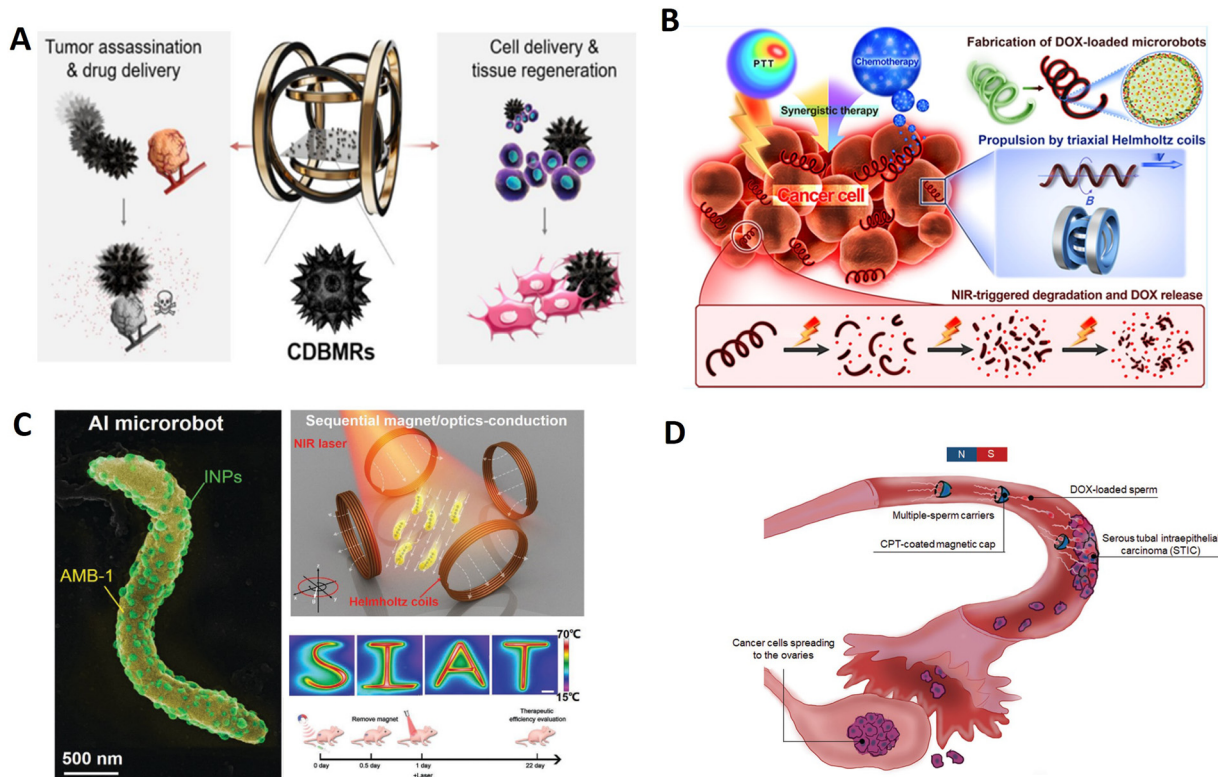 A
Tumor assassination
& drug delivery
Cell delivery &
tissue regeneration
CDBMRs
B
PTT
Chemotherapy
Synergistic therapy
Cancer cell
Fabrication of DOX-loaded microrobots
Propulsion by triaxial Helmholtz coils
V
B
NIR-triggered degradation and DOX release
C
AI microrobot
INPs
AMB-1
500 nm
Sequential magnet/optics-conduction
NIR laser
Helmholtz coils
S I A T
70℃
15℃
Remove magnet
Therapeutic
efficiency evaluation
0 day
0.5 day
1 day
22 day
+Laser
D
N S
DOX-loaded sperm
Multiple-sperm carriers
CPT-coated magnetic cap
Serous tubal intraepithelia
carcinoma (STIC)
Cancer cells spreading
to the ovaries